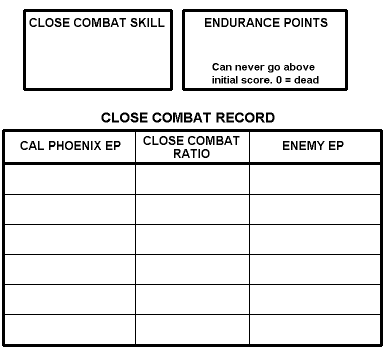 CLOSE COMBAT SKILL
ENDURANCE POINTS
Can never go above
initial score. 0 = dead
CLOSE COMBAT RECORD
CAL PHOENIX EP
CLOSE COMBAT
RATIO
ENEMY EP